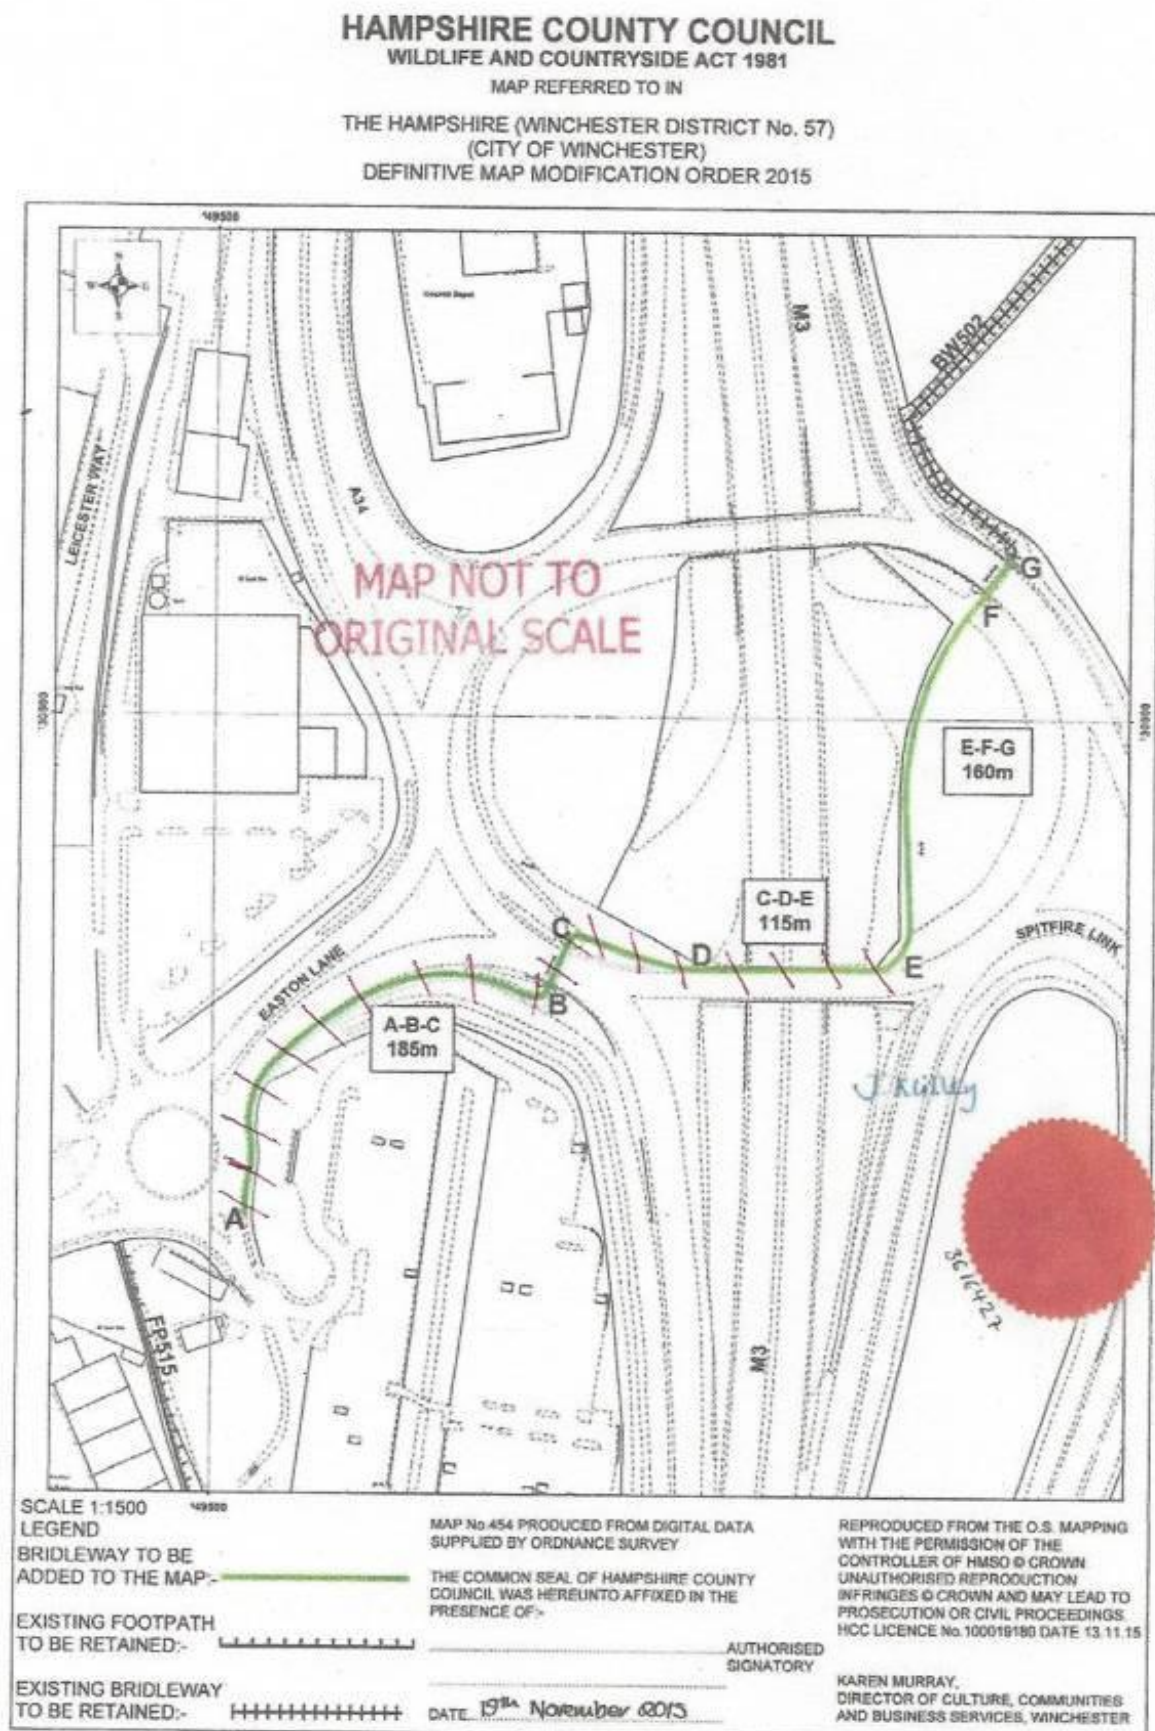 HAMPSHIRE COUNTY COUNCIL
WILDLIFE AND COUNTRYSIDE ACT 1981
MAP REFERRED TO IN
THE HAMPSHIRE (WINCHESTER DISTRICT No. 57)
(CITY OF WINCHESTER)
DEFINITIVE MAP MODIFICATION ORDER 2015
N
W
E
S
M3
BW502
LEICESTER WAY
A34
MAP NOT TO
ORIGINAL SCALE
G
F
E-F-G
160m
C-D-E
115m
C
D
E
SPITFIRE LINK
EASTON LANE
B
A-B-C
185m
A
FP515
M3
3616427
SCALE 1:1500
LEGEND
BRIDLEWAY TO BE
ADDED TO THE MAP:-
EXISTING FOOTPATH
TO BE RETAINED:-
EXISTING BRIDLEWAY
TO BE RETAINED:-
MAP No.454 PRODUCED FROM DIGITAL DATA
SUPPLIED BY ORDNANCE SURVEY
THE COMMON SEAL OF HAMPSHIRE COUNTY
COUNCIL WAS HEREUNTO AFFIXED IN THE
PRESENCE OF:-
AUTHORISED
SIGNATORY
DATE 19th November 2015
REPRODUCED FROM THE O.S. MAPPING
WITH THE PERMISSION OF THE
CONTROLLER OF HMSO © CROWN
UNAUTHORISED REPRODUCTION
INFRINGES © CROWN AND MAY LEAD TO
PROSECUTION OR CIVIL PROCEEDINGS.
HCC LICENCE No.100019180 DATE 13.11.15
KAREN MURRAY,
DIRECTOR OF CULTURE, COMMUNITIES
AND BUSINESS SERVICES, WINCHESTER